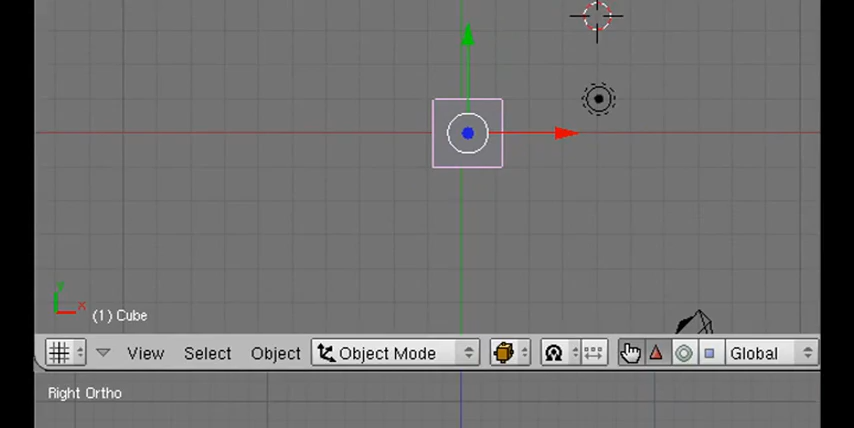 y
x
(1) Cube
View Select Object Object Mode Global
Right Ortho